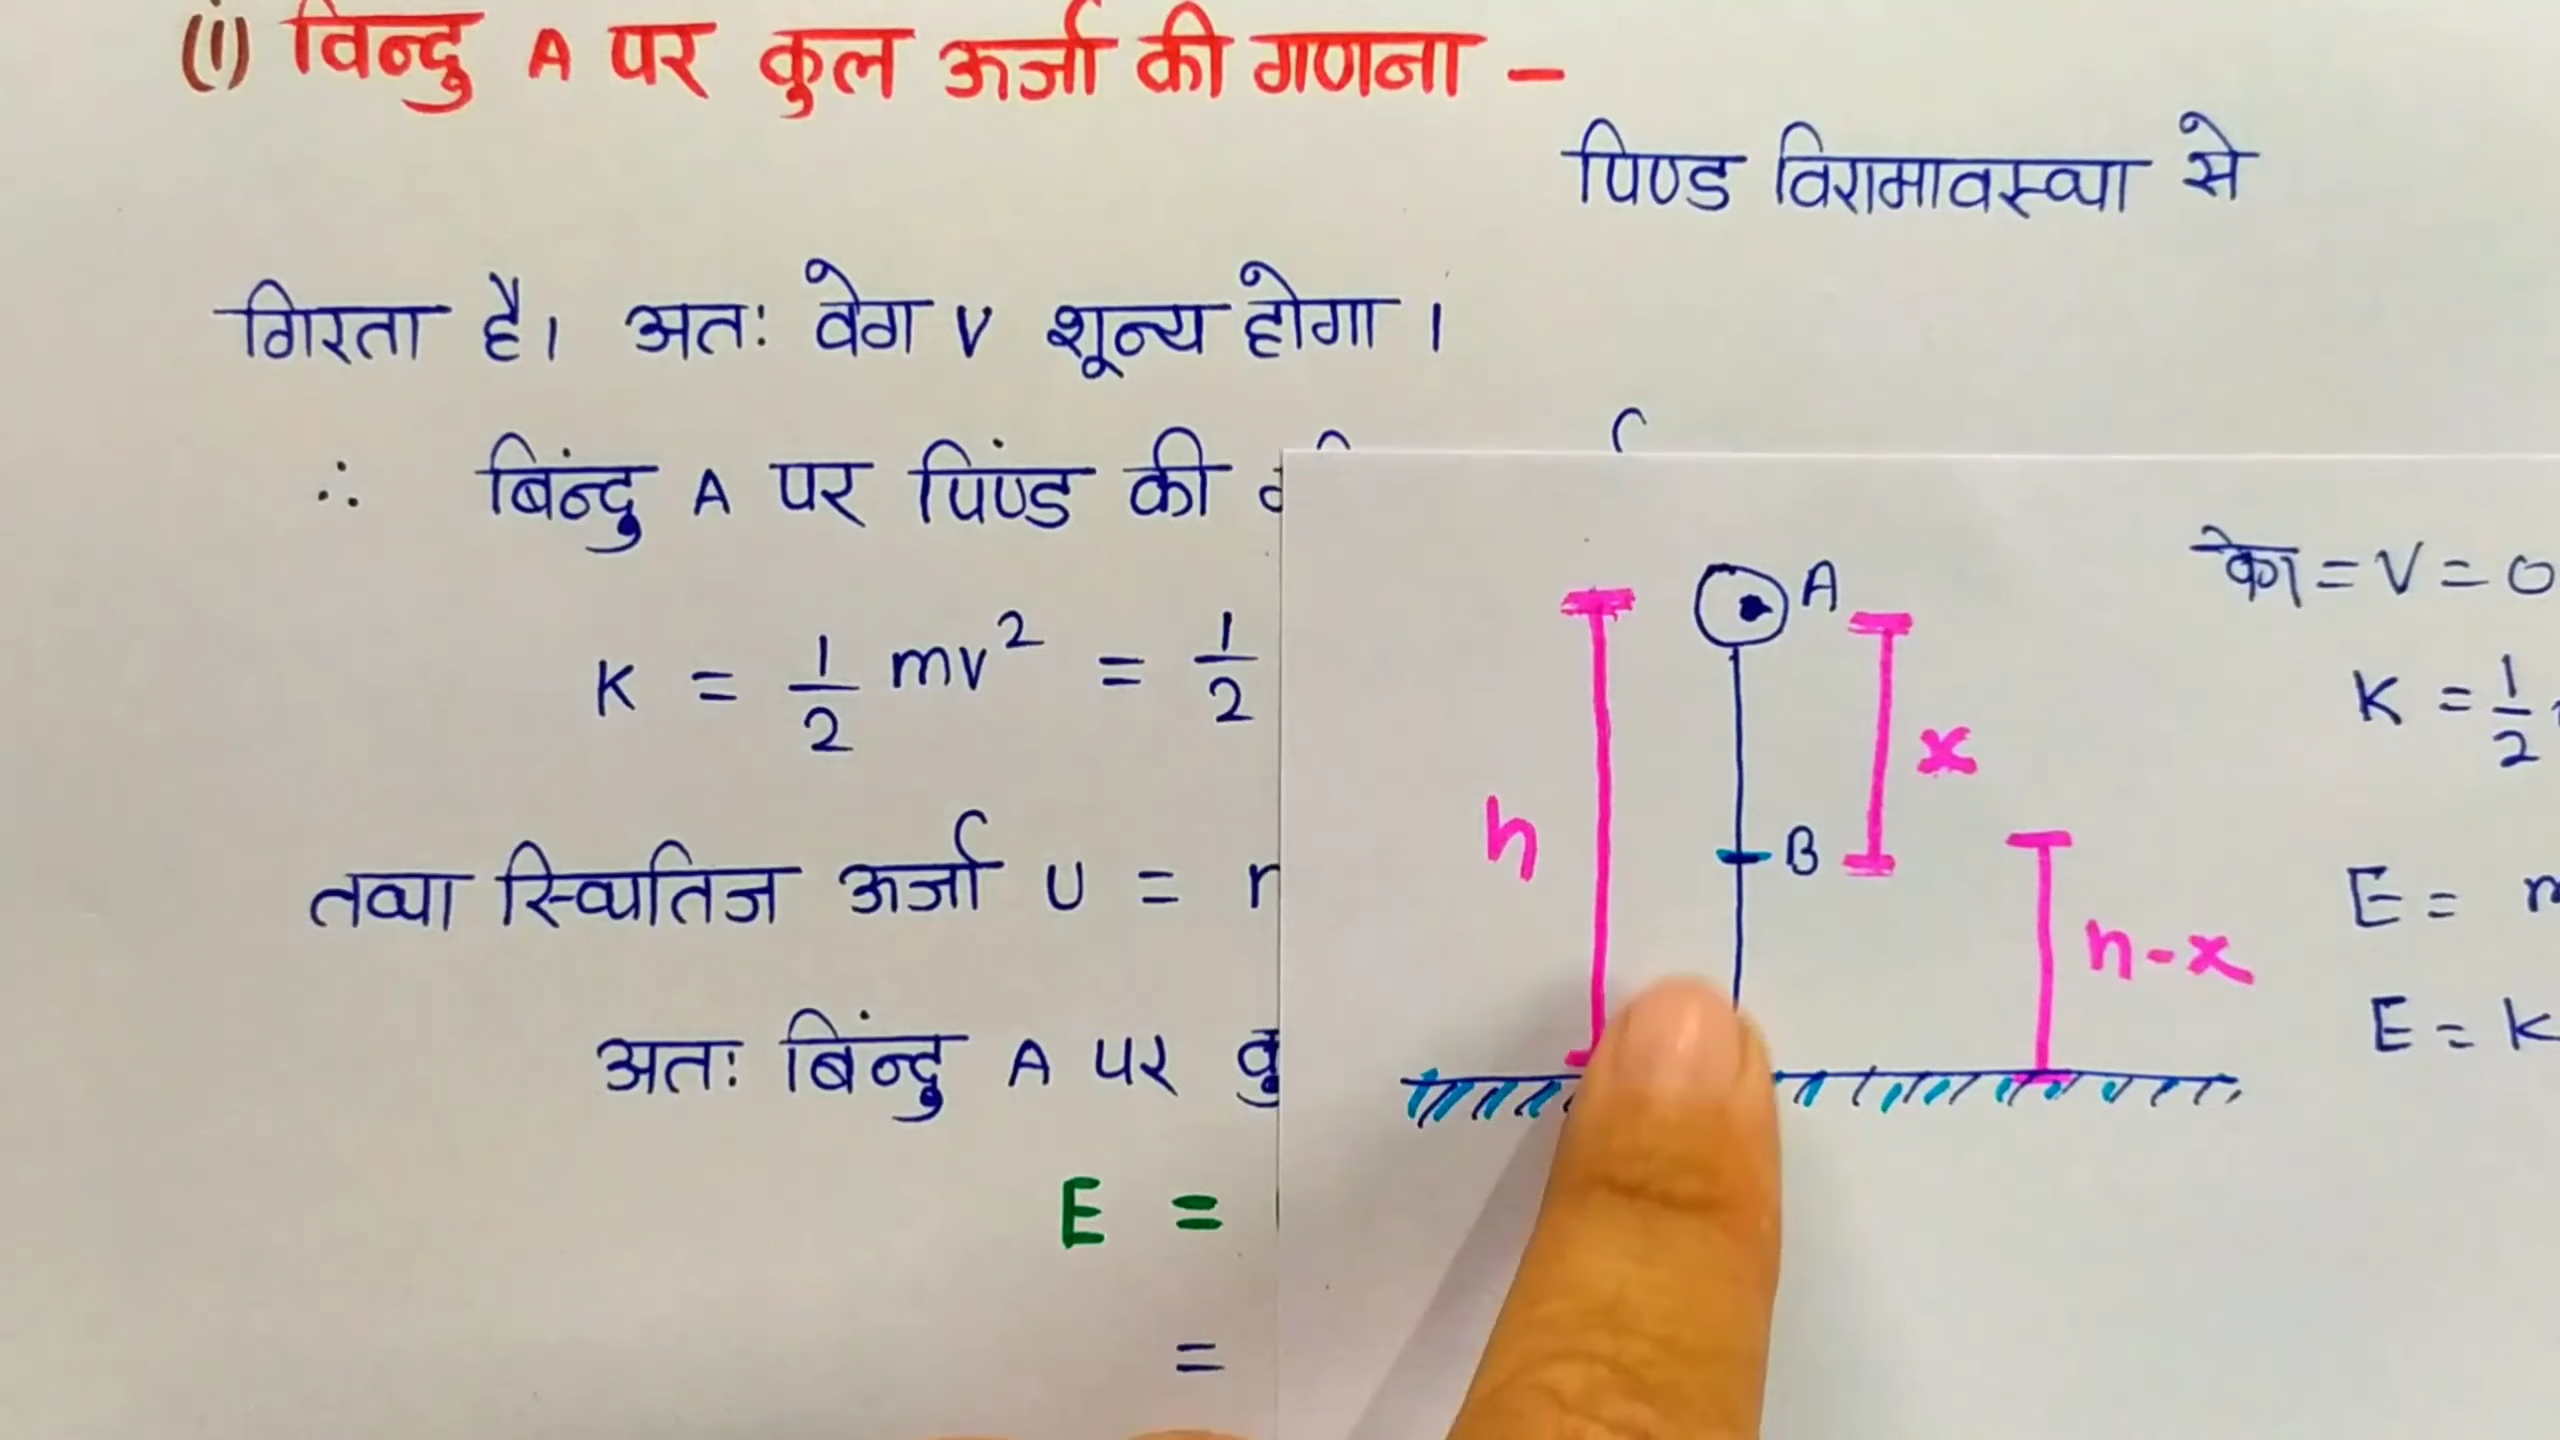 (i) विन्दु A पर कुल ऊर्जा की गणना –
पिण्ड विरामावस्था से
गिरता है। अतः वेग v शून्य होगा ।
∴ बिंन्दु A पर पिंण्ड की
K = 1/2 mv² = 1/2
तथा स्थितिज ऊर्जा U =
अतः बिंन्दु A पर
E =
=
A
h
x
B
h-x
= V = 0
K = 1/2
E = m
E = K